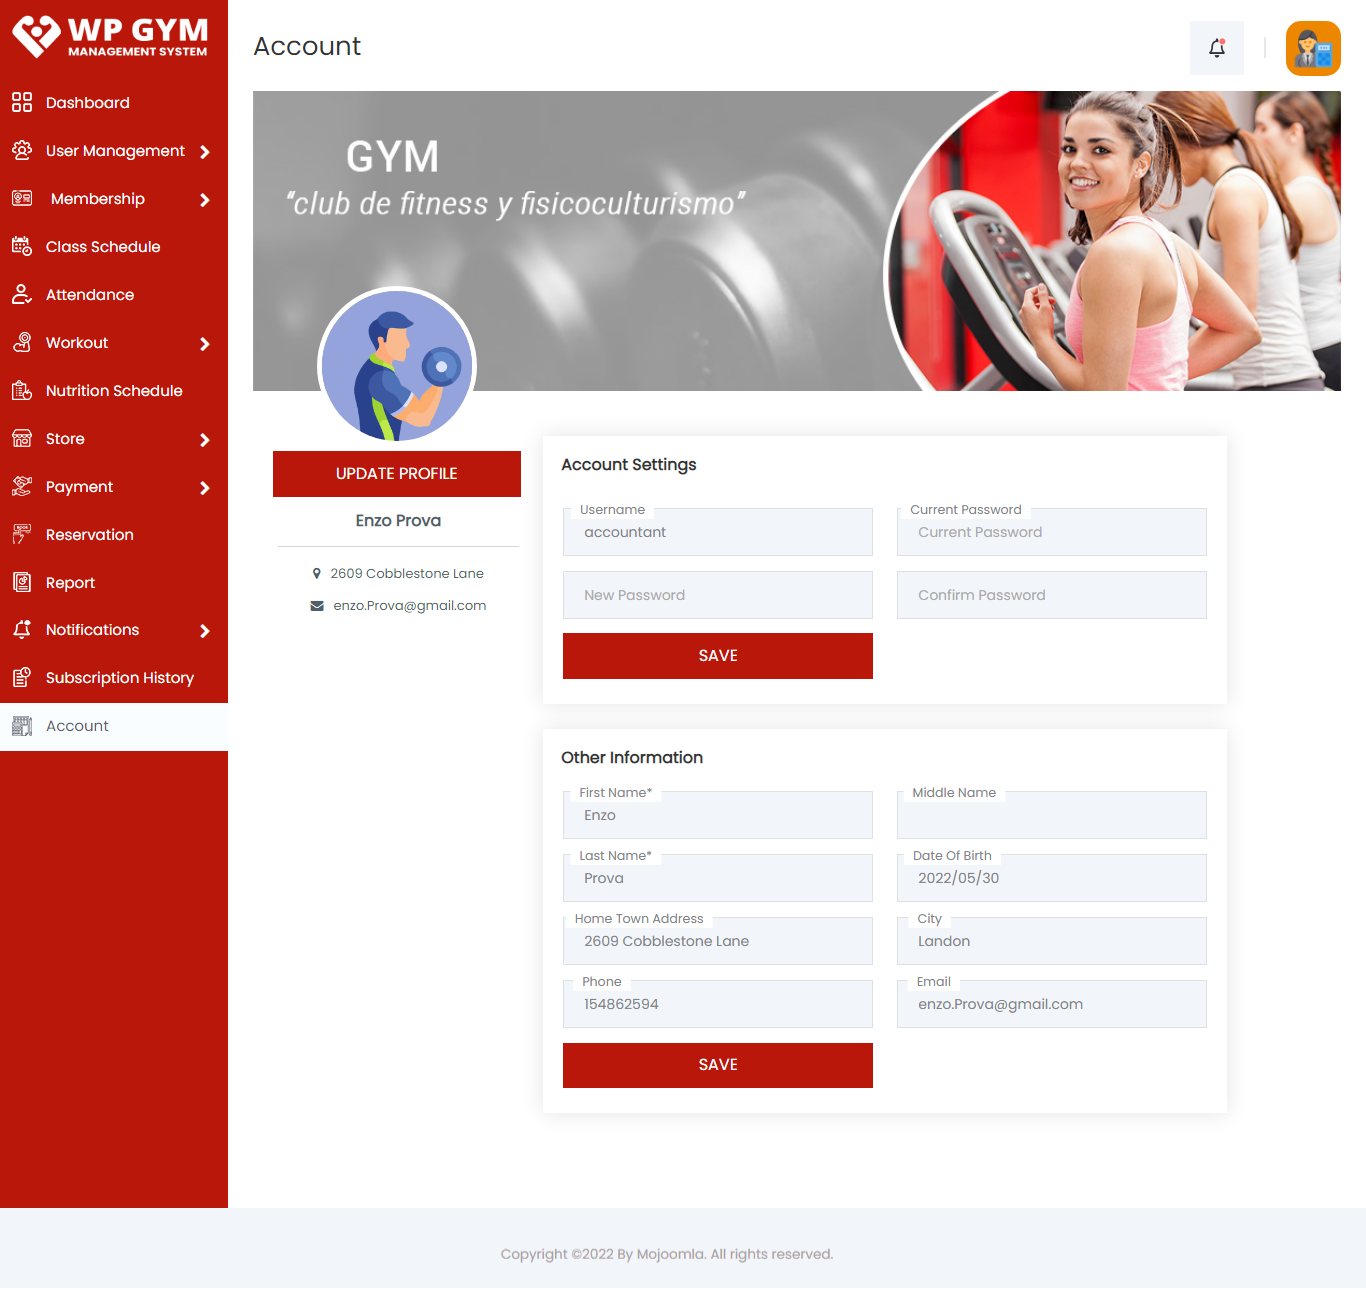 WP GYM
MANAGEMENT SYSTEM
Dashboard
User Management
Membership
Class Schedule
Attendance
Workout
Nutrition Schedule
Store
Payment
Reservation
Report
Notifications
Subscription History
Account
Account
GYM
“club de fitness y fisicoculturismo”
UPDATE PROFILE
Enzo Prova
2609 Cobblestone Lane
enzo.Prova@gmail.com
Account Settings
Username
accountant
Current Password
Current Password
New Password
Confirm Password
SAVE
Other Information
First Name*
Enzo
Middle Name
Last Name*
Prova
Date Of Birth
2022/05/30
Home Town Address
2609 Cobblestone Lane
City
Landon
Phone
154862594
Email
enzo.Prova@gmail.com
SAVE
Copyright ©2022 By Mojoomla. All rights reserved.